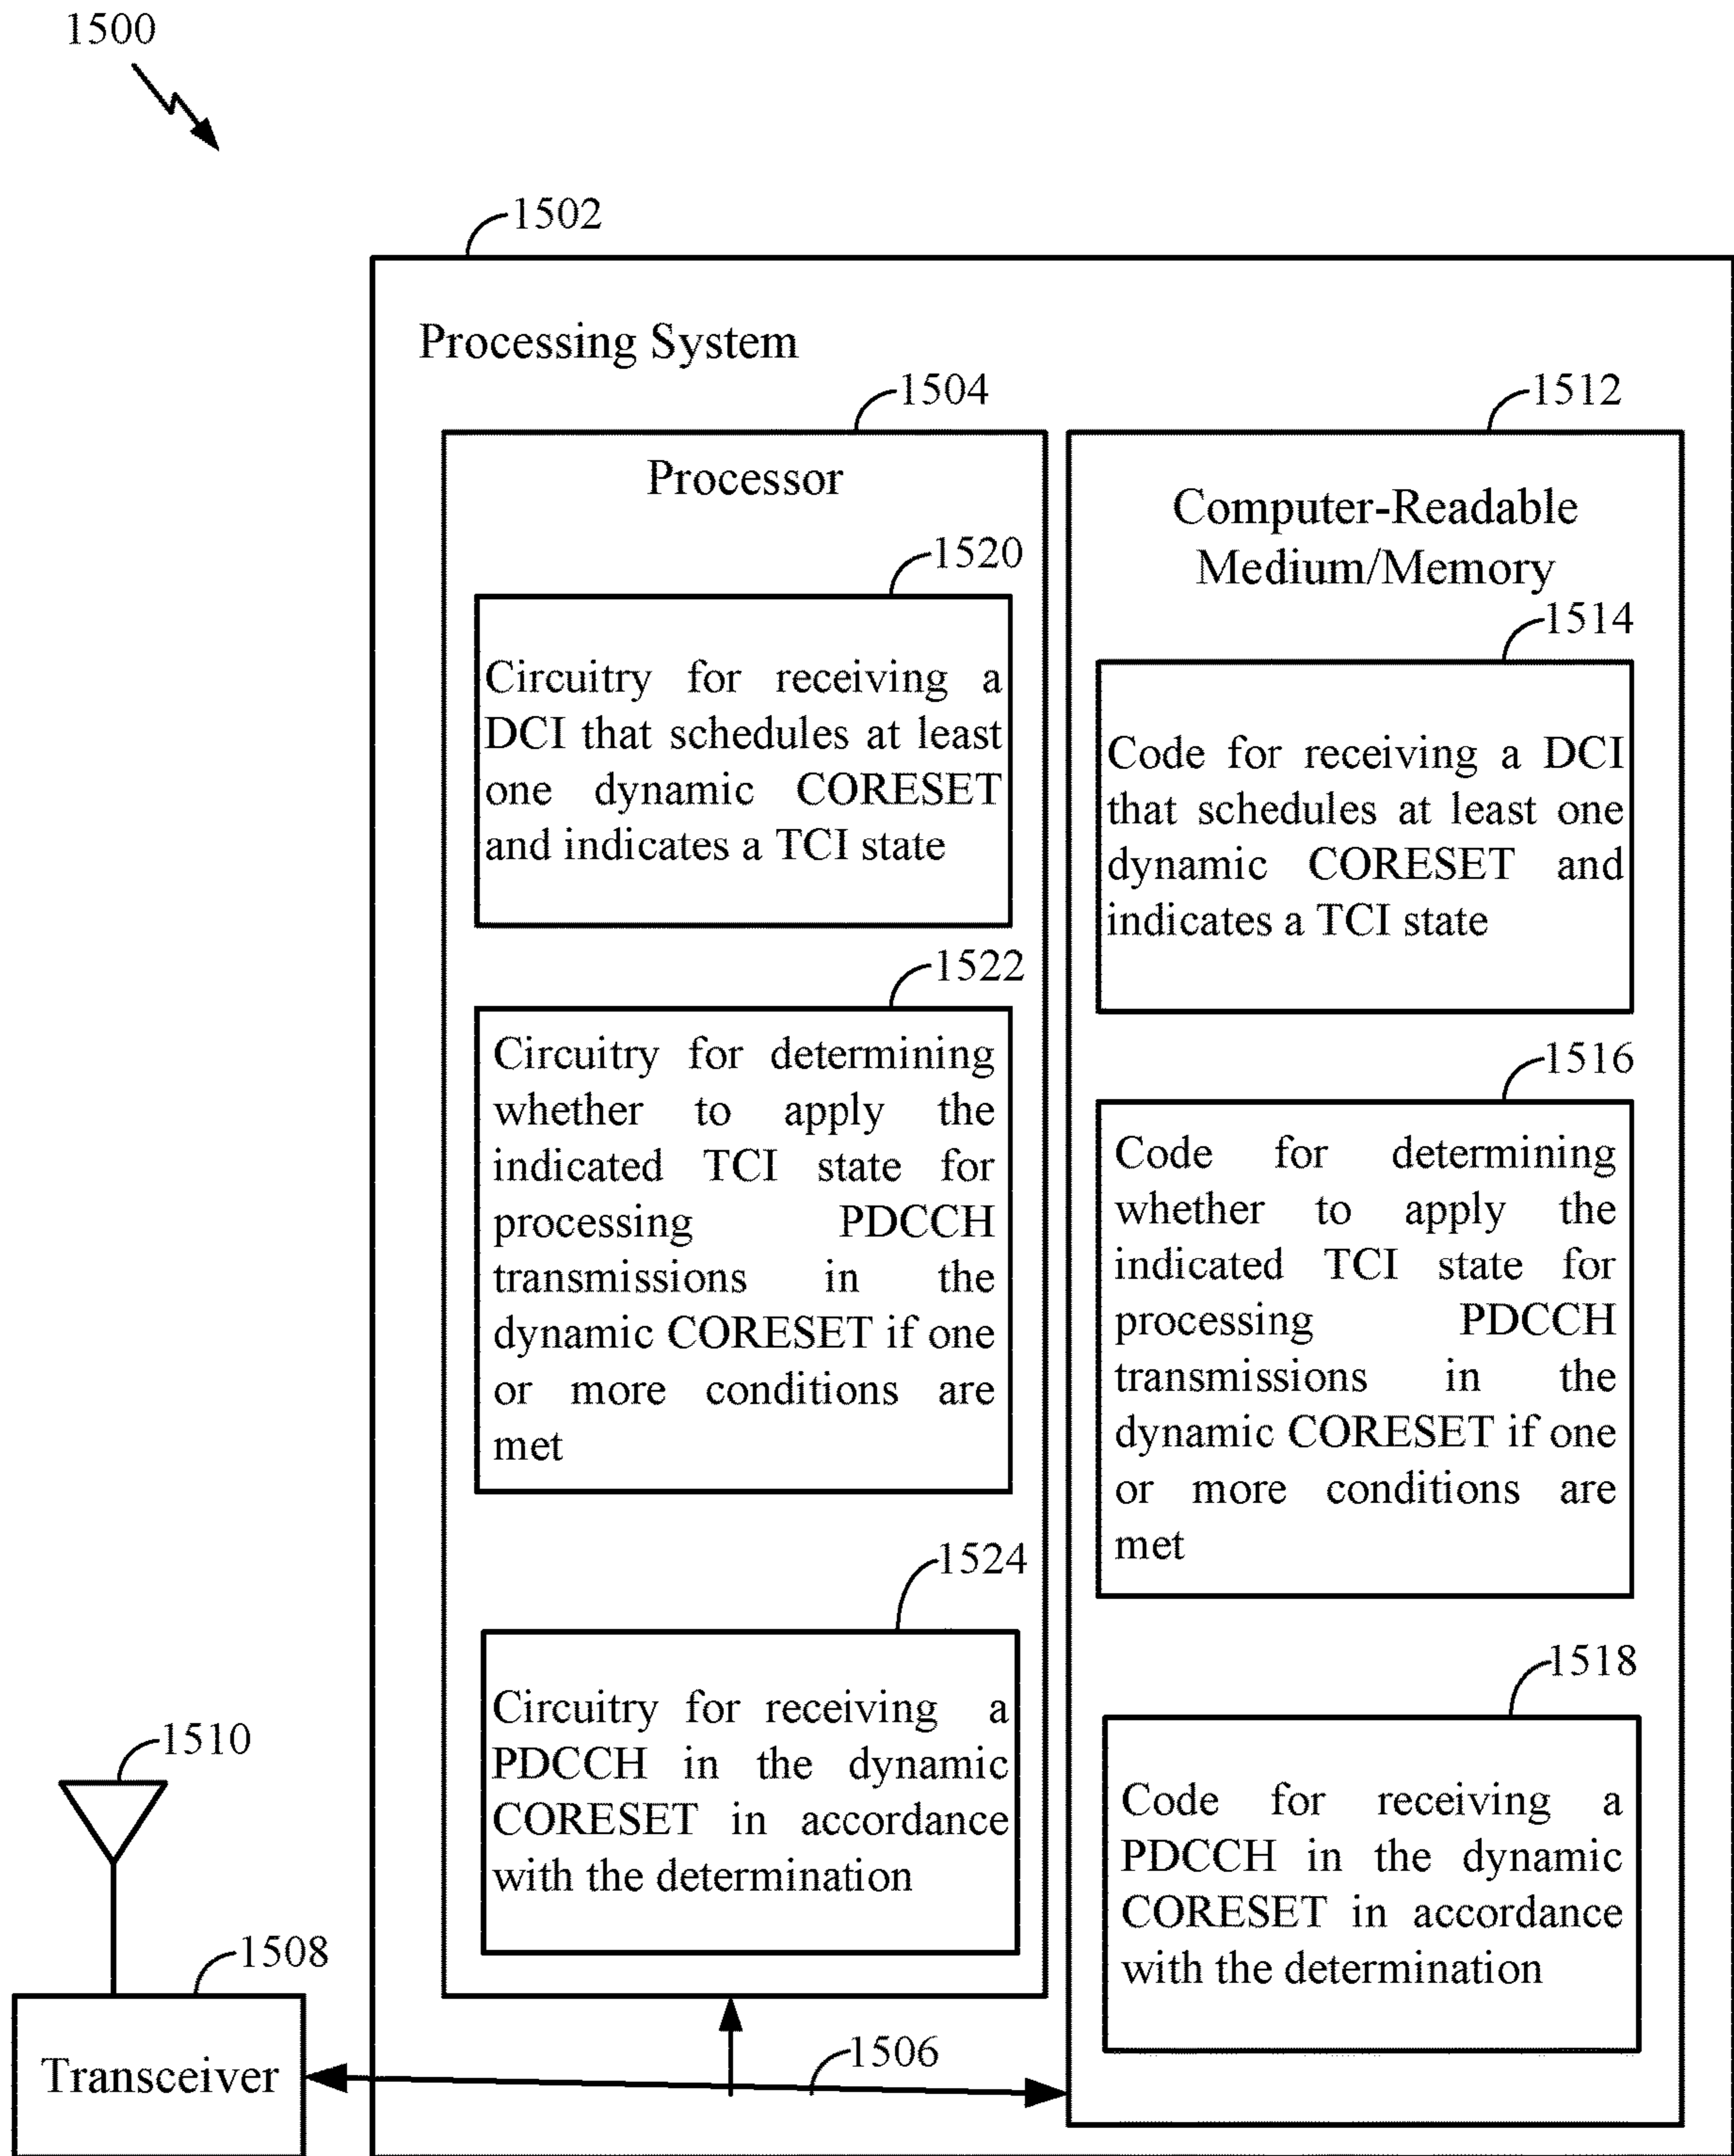 1500
1502
Processing System
1504
Processor
1520
Circuitry for receiving a
DCI that schedules at least
one dynamic CORESET
and indicates a TCI state
1522
Circuitry for determining
whether to apply the
indicated TCI state for
processing PDCCH
transmissions in the
dynamic CORESET if one
or more conditions are
met
1524
Circuitry for receiving a
PDCCH in the dynamic
CORESET in accordance
with the determination
1512
Computer-Readable
Medium/Memory
1514
Code for receiving a DCI
that schedules at least one
dynamic CORESET and
indicates a TCI state
1516
Code for determining
whether to apply the
indicated TCI state for
processing PDCCH
transmissions in the
dynamic CORESET if one
or more conditions are
met
1518
Code for receiving a
PDCCH in the dynamic
CORESET in accordance
with the determination
1510
1508
Transceiver
1506